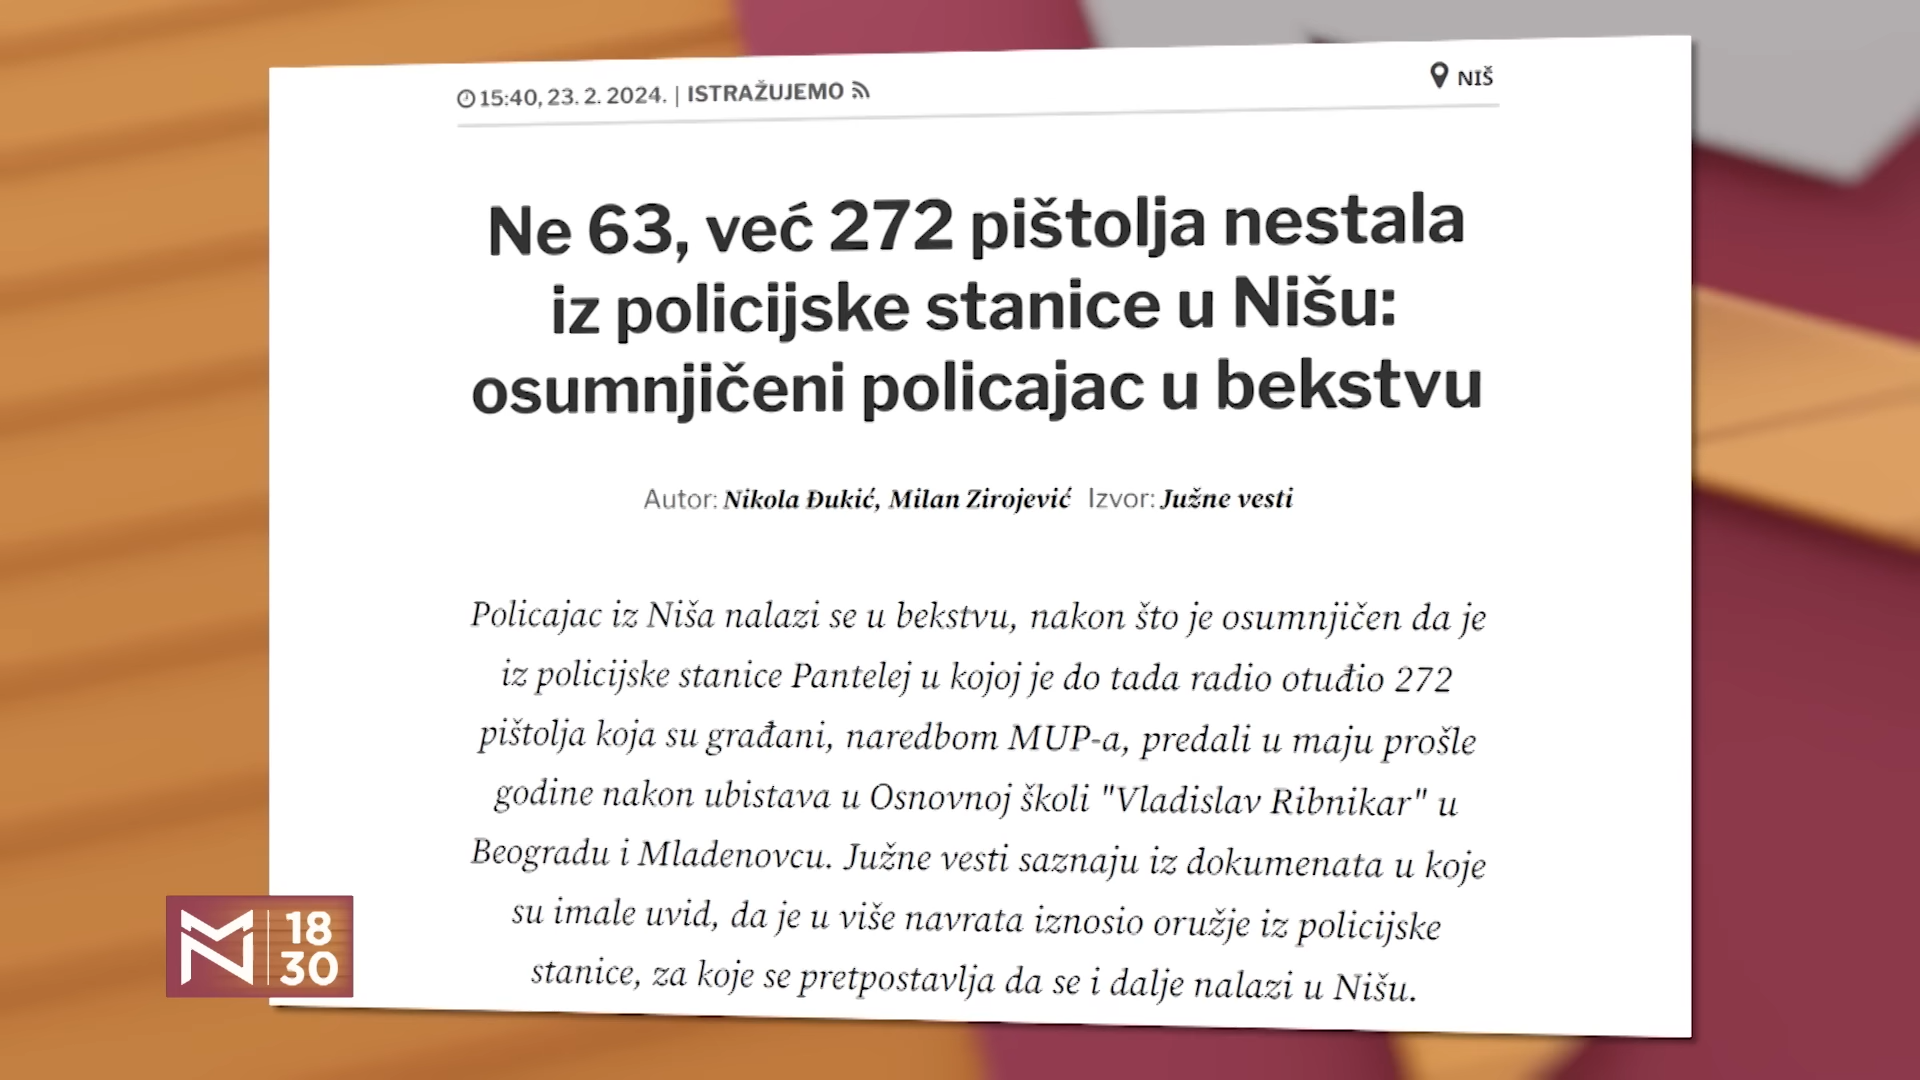 15:40, 23. 2. 2024. | ISTRAŽUJEMO
NIŠ
Ne 63, već 272 pištolja nestala
iz policijske stanice u Nišu:
osumnjičeni policajac u bekstvu
Autor: Nikola Đukić, Milan Zirojević Izvor: Južne vesti
Policajac iz Niša nalazi se u bekstvu, nakon što je osumnjičen da je
iz policijske stanice Pantelej u kojoj je do tada radio otuđio 272
pištolja koja su građani, naredbom MUP-a, predali u maju prošle
godine nakon ubistava u Osnovnoj školi "Vladislav Ribnikar" u
Beogradu i Mladenovcu. Južne vesti saznaju iz dokumenata u koje
su imale uvid, da je u više navrata iznosio oružje iz policijske
stanice, za koje se pretpostavlja da se i dalje nalazi u Nišu.
18
30